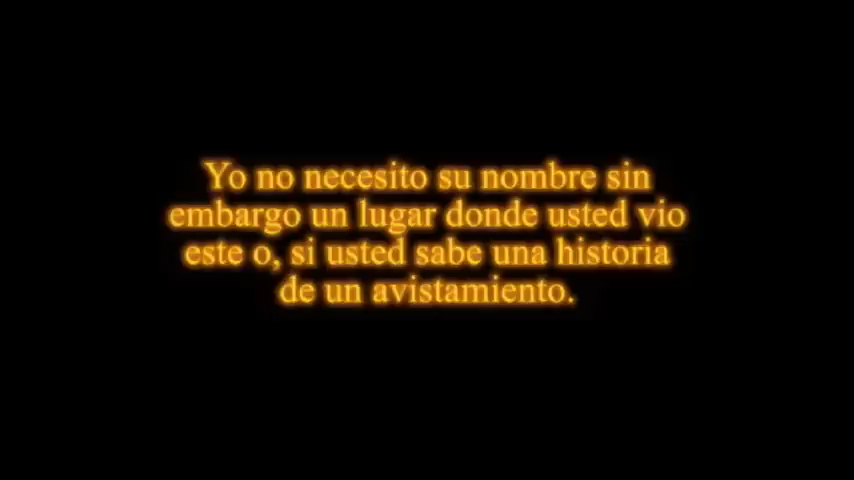 Yo no necesito su nombre sin
embargo un lugar donde usted vio
este o, si usted sabe una historia
de un avistamiento.